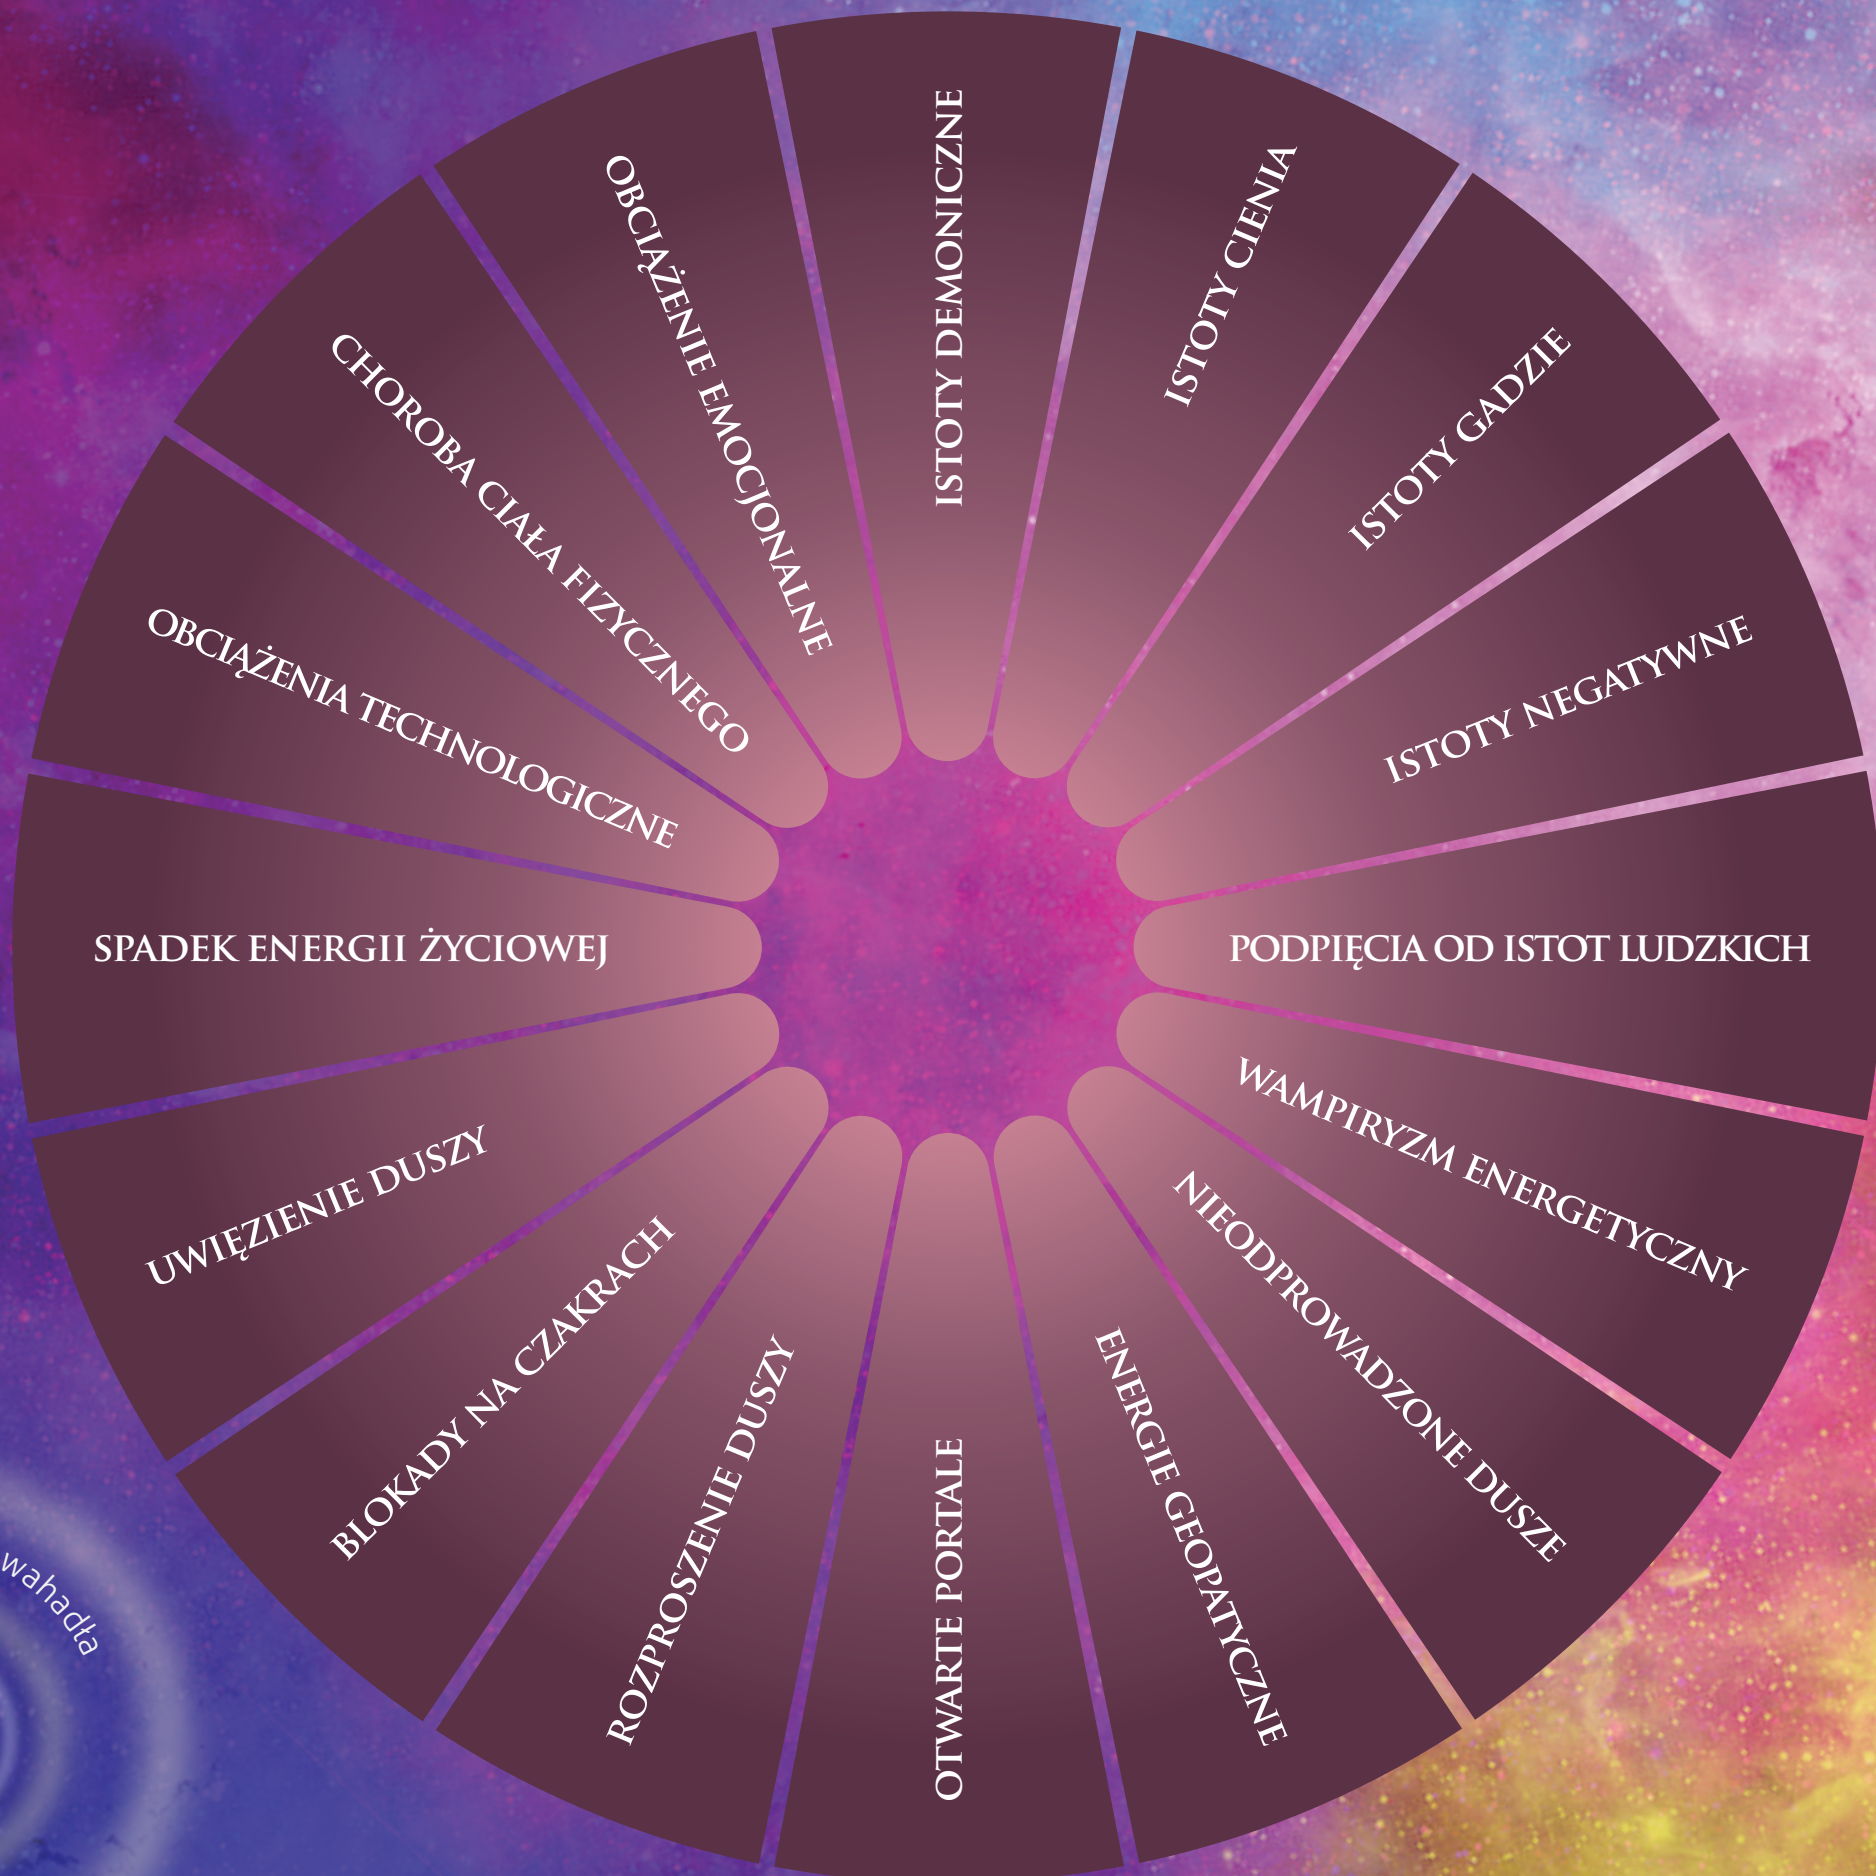 ISTOTY DEMONICZNE
ISTOTY CIENIA
ISTOTY GADZIE
ISTOTY NEGATYWNE
PODPIĘCIA OD ISTOT LUDZKICH
WAMPIRYZM ENERGETYCZNY
NIEODPROWADZONE DUSZE
ENERGIE GEOPATYCZNE
OTWARTE PORTALE
ROZPROSZENIE DUSZY
BLOKADY NA CZAKRACH
UWIĘZIENIE DUSZY
SPADEK ENERGII ŻYCIOWEJ
OBCIĄŻENIA TECHNOLOGICZNE
CHOROBA CIAŁA FIZYCZNEGO
OBCIĄŻENIE EMOCJONALNE
wahadła